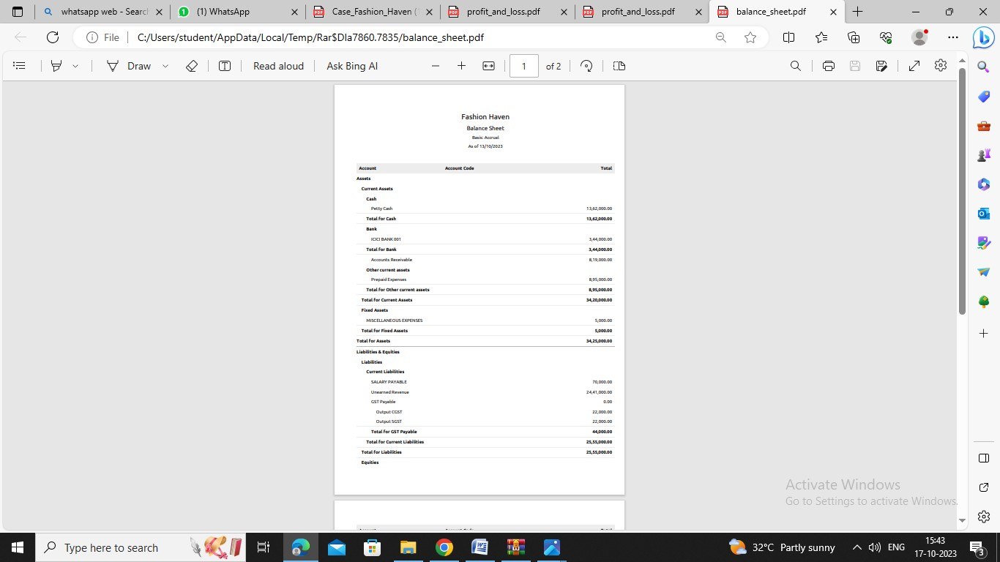 whatsapp web - Search
(1) WhatsApp
Case_Fashion_Haven (
profit_and_loss.pdf
profit_and_loss.pdf
balance_sheet.pdf
File C:/Users/student/AppData/Local/Temp/Rar$DIa7860.7835/balance_sheet.pdf
Draw Read aloud Ask Bing AI 1 of 2
Fashion Haven
Balance Sheet
Basis: Accrual
As of 13/10/2023
Account Account Code Total
Assets
Current Assets
Cash
Petty Cash 13,62,000.00
Total for Cash 13,62,000.00
Bank
ICICI BANK 001 3,44,000.00
Total for Bank 3,44,000.00
Accounts Receivable 8,19,000.00
Other current assets
Prepaid Expenses 8,95,000.00
Total for Other current assets 8,95,000.00
Total for Current Assets 34,20,000.00
Fixed Assets
MISCELLANEOUS EXPENSES 5,000.00
Total for Fixed Assets 5,000.00
Total for Assets 34,25,000.00
Liabilities & Equities
Liabilities
Current Liabilities
SALARY PAYABLE 70,000.00
Unearned Revenue 24,41,000.00
GST Payable 0.00
Output CGST 22,000.00
Output SGST 22,000.00
Total for GST Payable 44,000.00
Total for Current Liabilities 25,55,000.00
Total for Liabilities 25,55,000.00
Equities
Activate Windows
Go to Settings to activate Windows.
Type here to search
32°C Partly sunny
ENG
15:43
17-10-2023
3